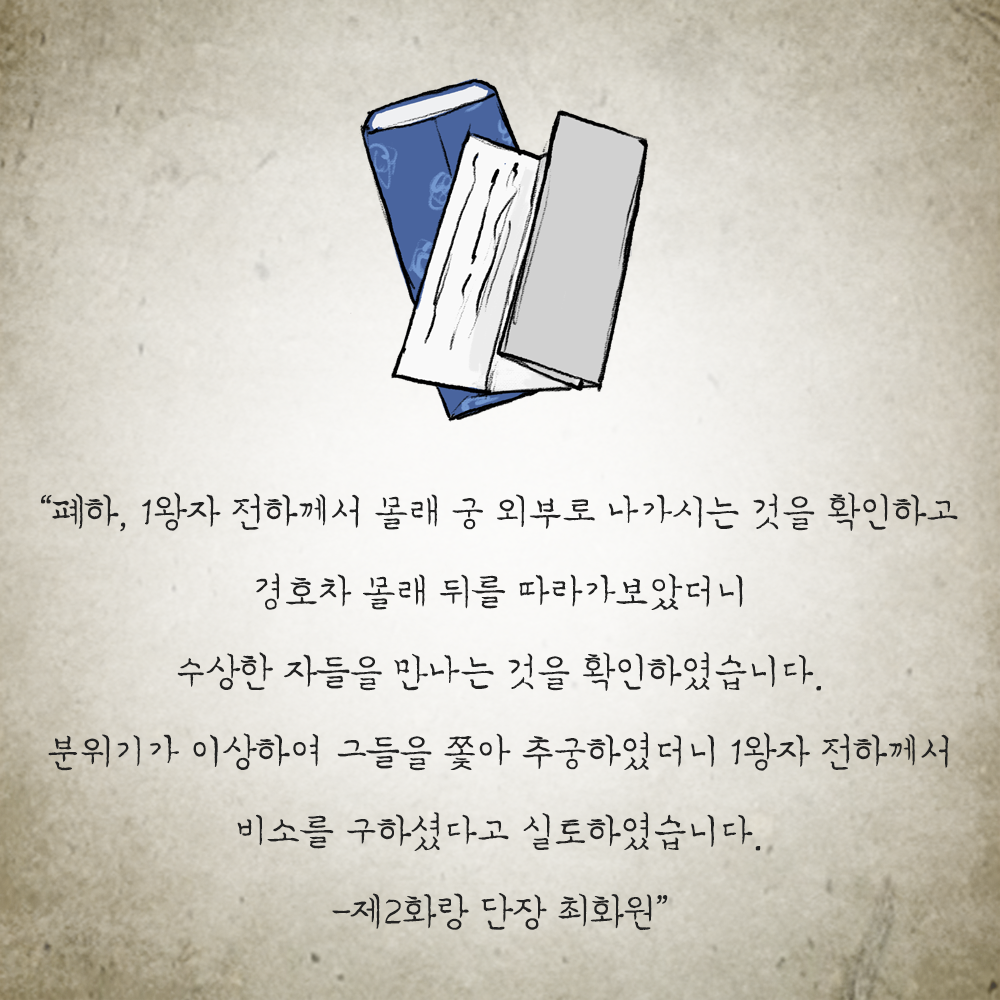 “폐하, 1왕자 전하께서 몰래 궁 외부로 나가시는 것을 확인하고
경호차 몰래 뒤를 따라가보았더니
수상한 자들을 만나는 것을 확인하였습니다.
분위기가 이상하여 그들을 쫓아 추궁하였더니 1왕자 전하께서
비소를 구하셨다고 실토하였습니다.
-제2화랑 단장 최화원”